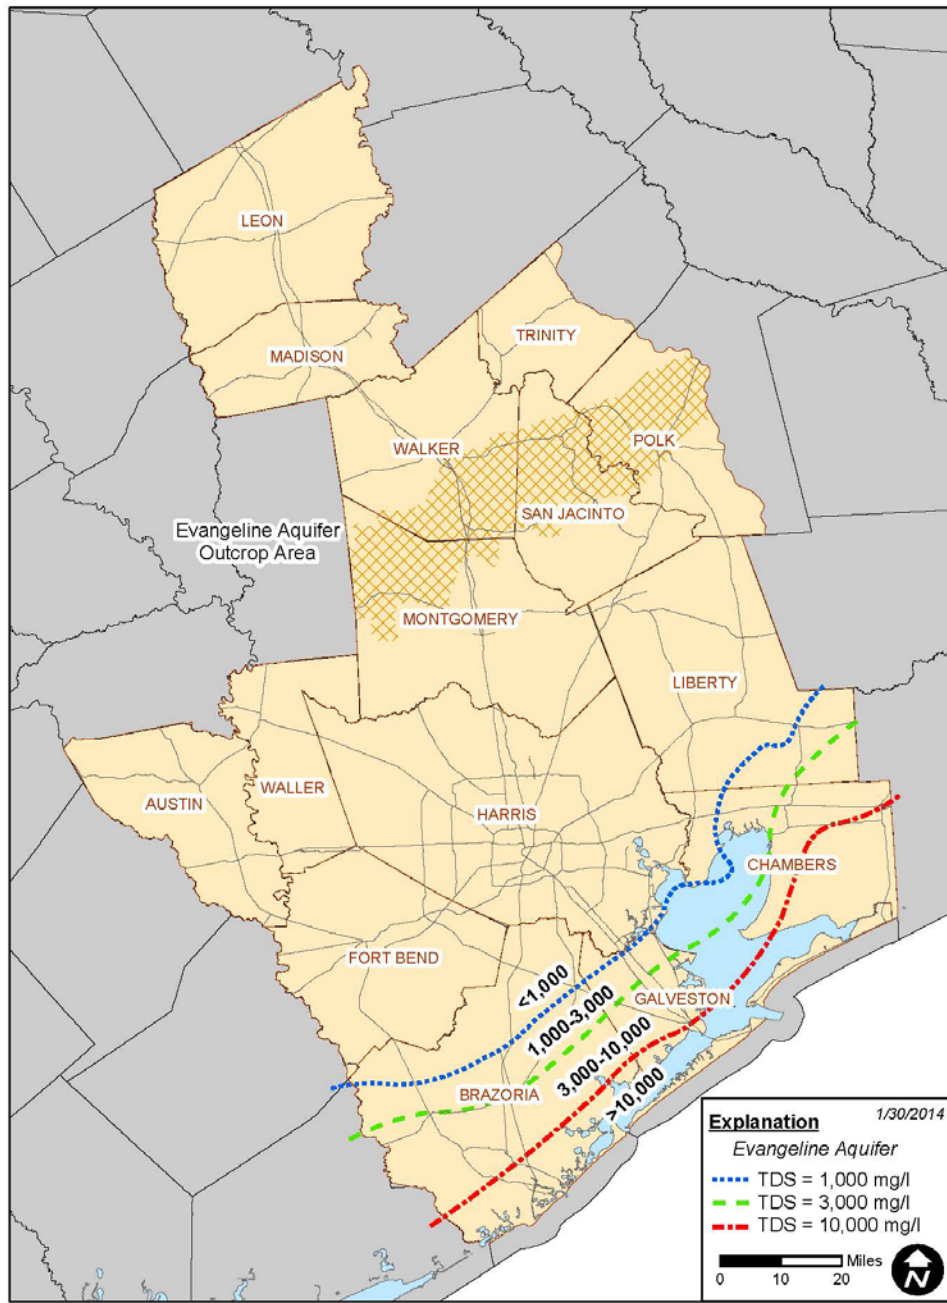 LEON
MADISON
TRINITY
WALKER
POLK
SAN JACINTO
Evangeline Aquifer
Outcrop Area
MONTGOMERY
LIBERTY
AUSTIN
WALLER
HARRIS
CHAMBERS
FORT BEND
<1,000
GALVESTON
1,000-3,000
3,000-10,000
BRAZORIA
>10,000
Explanation 1/30/2014
Evangeline Aquifer
TDS = 1,000 mg/l
TDS = 3,000 mg/l
TDS = 10,000 mg/l
Miles
0 10 20
N